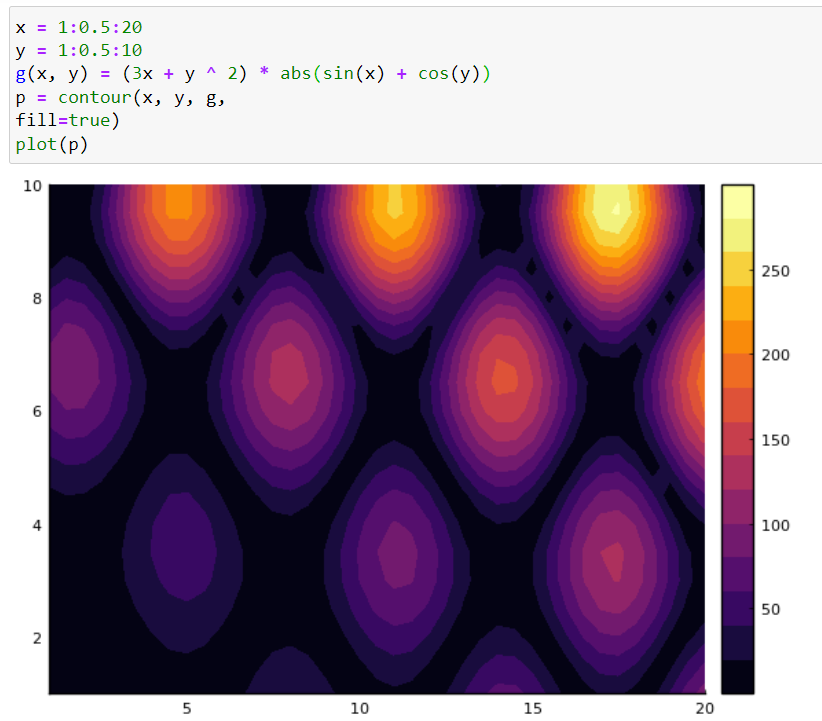 x = 1:0.5:20
y = 1:0.5:10
g(x, y) = (3x + y ^ 2) * abs(sin(x) + cos(y))
p = contour(x, y, g,
fill=true)
plot(p)
10
8
6
4
2
5
10
15
20
250
200
150
100
50